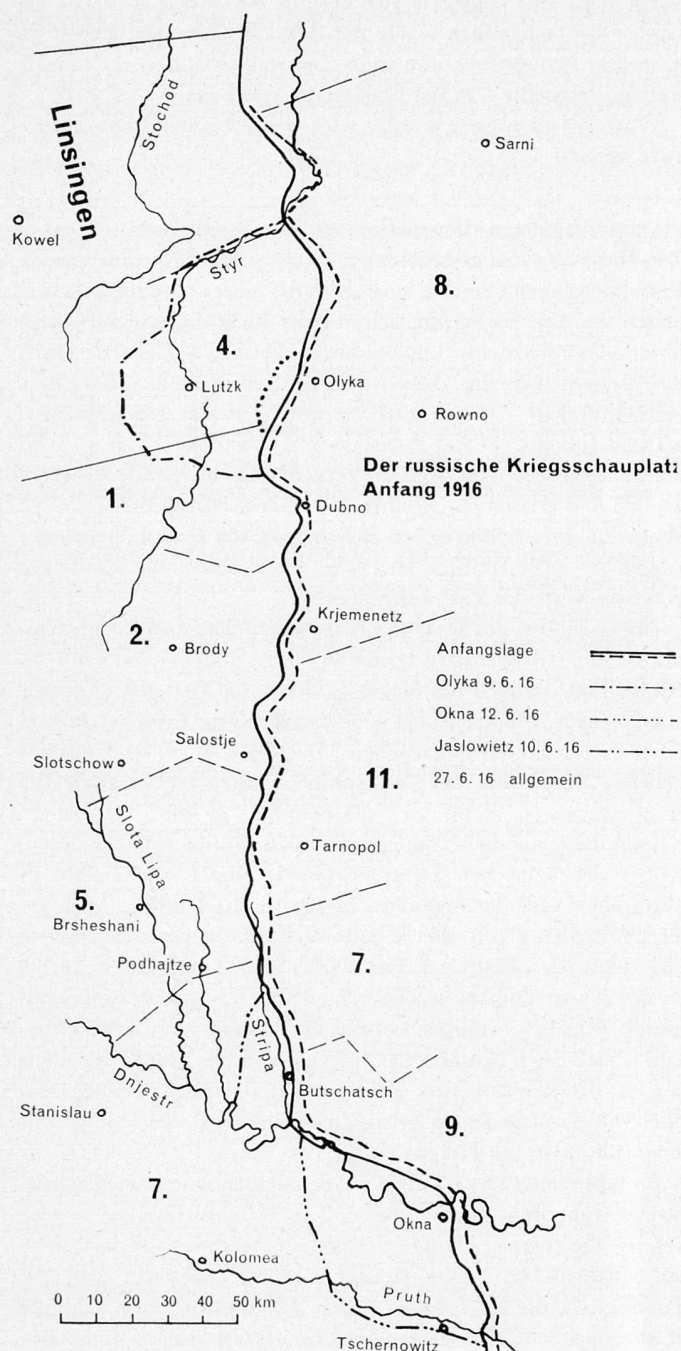 Stochod
Linsingen
Sarni
Kowel
Styr
8.
4.
Lutzk
Olyka
Rowno
Der russische Kriegsschauplatz
Anfang 1916
1.
Dubno
2.
Brody
Krjemenetz
Anfangslage
Olyka 9.6.16
Okna 12.6.16
Jaslowietz 10.6.16
27.6.16 allgemein
Salostje
Slotschow
11.
Slota Lipa
Tarnopol
5.
Brsheshani
Podhajtze
7.
Stripa
Dnjestr
Butschatsch
Stanislau
9.
7.
Okna
Kolomea
Pruth
0 10 20 30 40 50 km
Tschernowitz